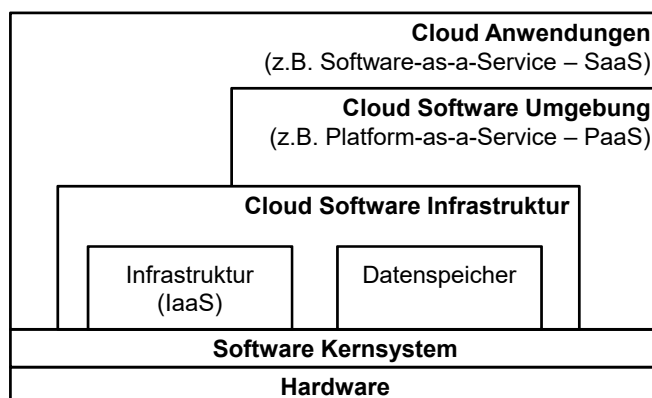 Cloud Anwendungen
(z.B. Software-as-a-Service – SaaS)
Cloud Software Umgebung
(z.B. Platform-as-a-Service – PaaS)
Cloud Software Infrastruktur
Infrastruktur
(IaaS)
Datenspeicher
Software Kernsystem
Hardware